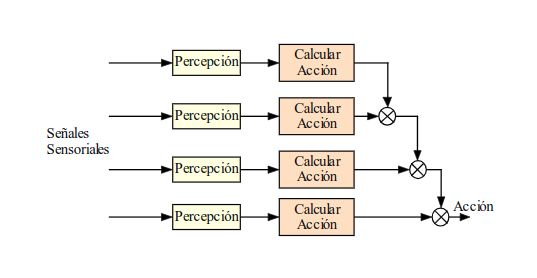 Percepción
Calcular
Acción
Percepción
Calcular
Acción
Señales
Sensoriales
Percepción
Calcular
Acción
Percepción
Calcular
Acción
Acción